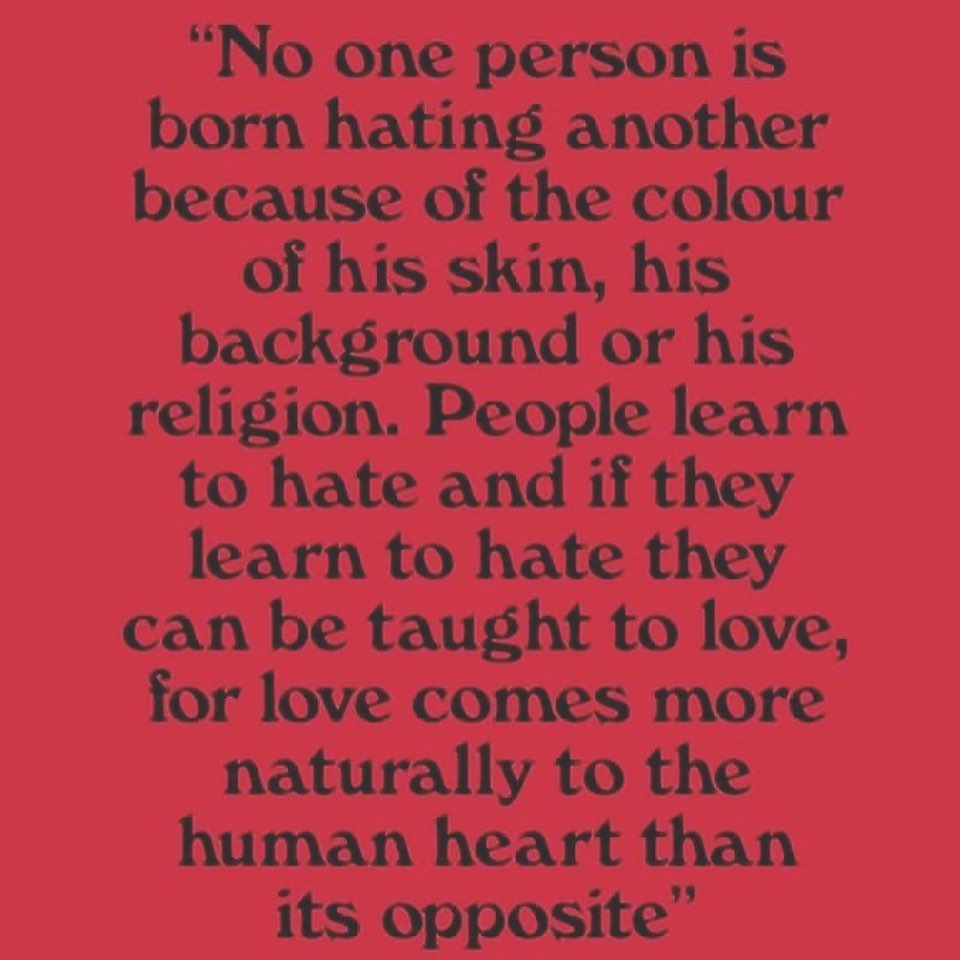 “No one person is
born hating another
because of the colour
of his skin, his
background or his
religion. People learn
to hate and if they
learn to hate they
can be taught to love,
for love comes more
naturally to the
human heart than
its opposite”